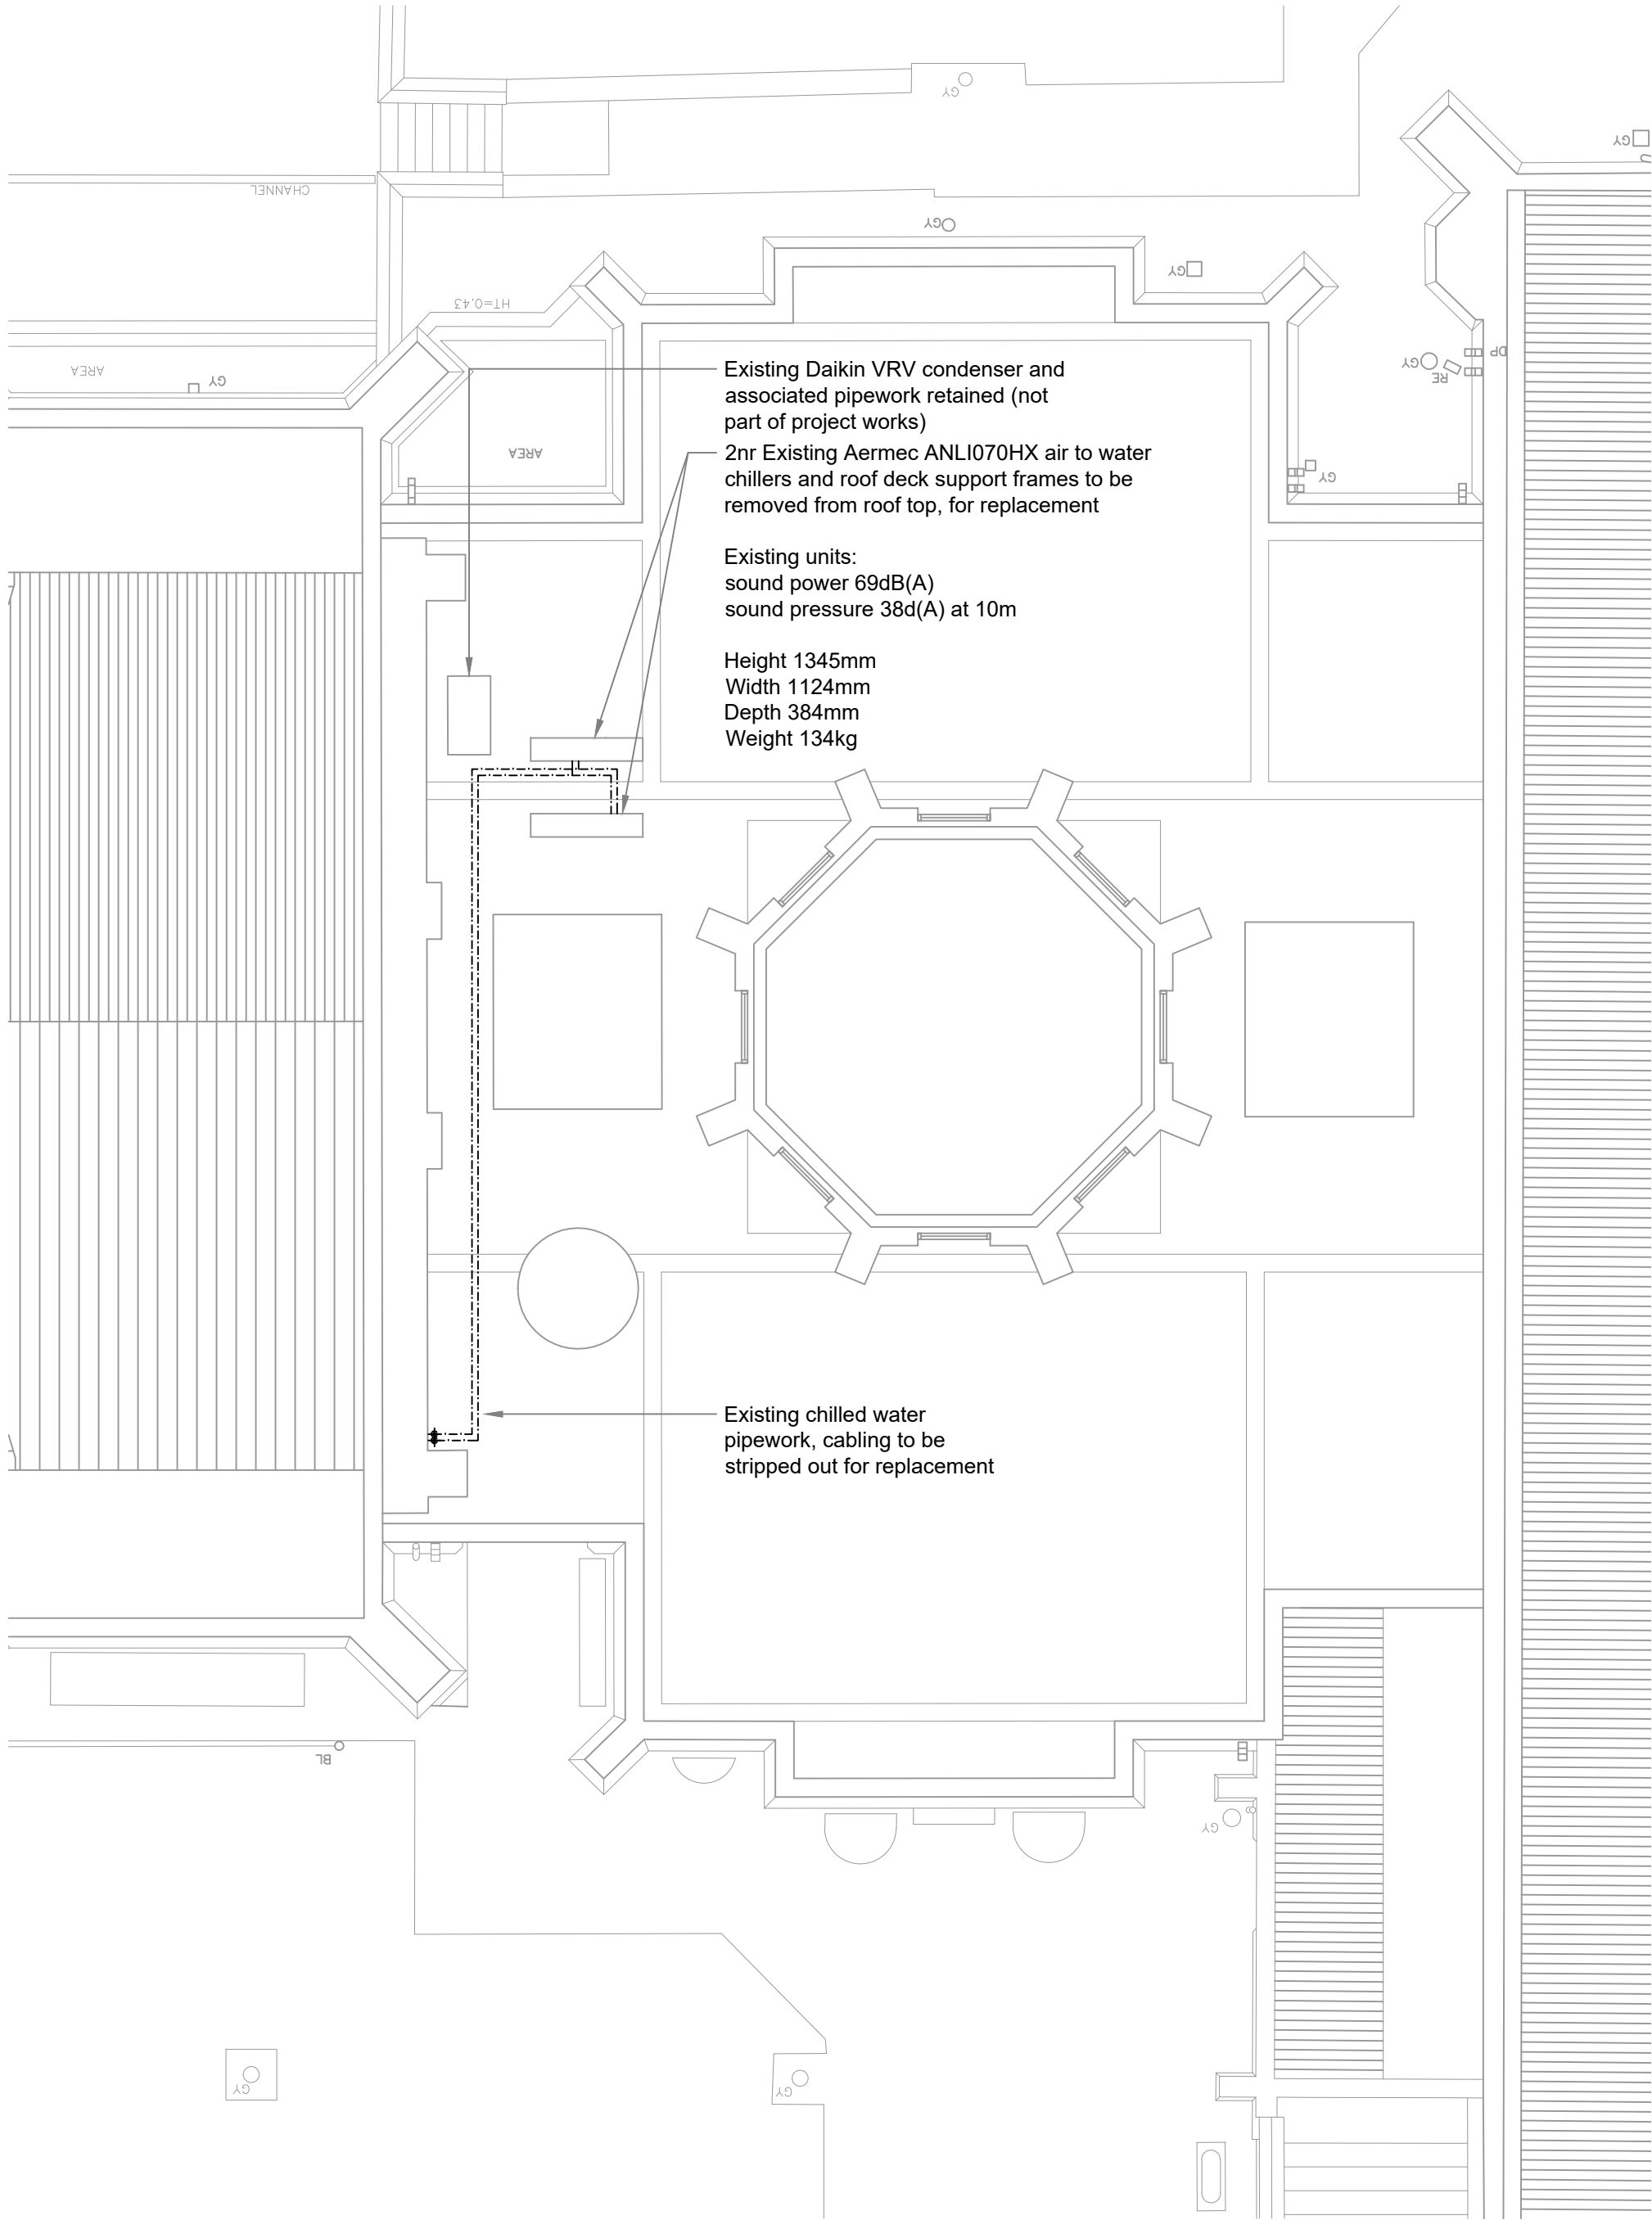 GY
GY
CHANNEL
GY
GY
HT=0.43
AREA
GY
DP
GY
RE
Existing Daikin VRV condenser and
associated pipework retained (not
part of project works)
AREA
2nr Existing Aermec ANLI070HX air to water
chillers and roof deck support frames to be
removed from roof top, for replacement
GY
Existing units:
sound power 69dB(A)
sound pressure 38d(A) at 10m
Height 1345mm
Width 1124mm
Depth 384mm
Weight 134kg
Existing chilled water
pipework, cabling to be
stripped out for replacement
BL
GY
GY
GY